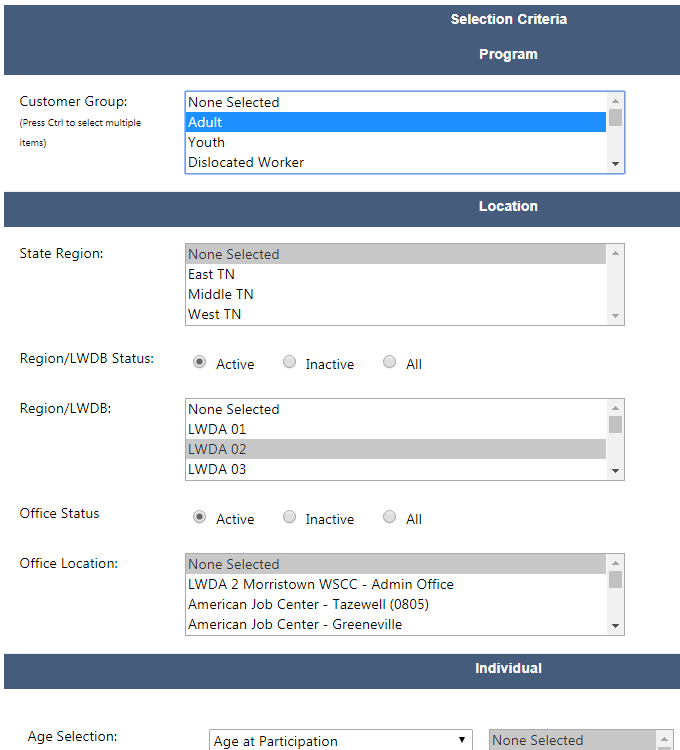 Selection Criteria
Program
Customer Group:
(Press Ctrl to select multiple
items)
None Selected
Adult
Youth
Dislocated Worker
Location
State Region:
None Selected
East TN
Middle TN
West TN
Region/LWDB Status:
Active Inactive All
Region/LWDB:
None Selected
LWDA 01
LWDA 02
LWDA 03
Office Status
Active Inactive All
Office Location:
None Selected
LWDA 2 Morristown WSCC - Admin Office
American Job Center - Tazewell (0805)
American Job Center - Greeneville
Individual
Age Selection: Age at Participation None Selected